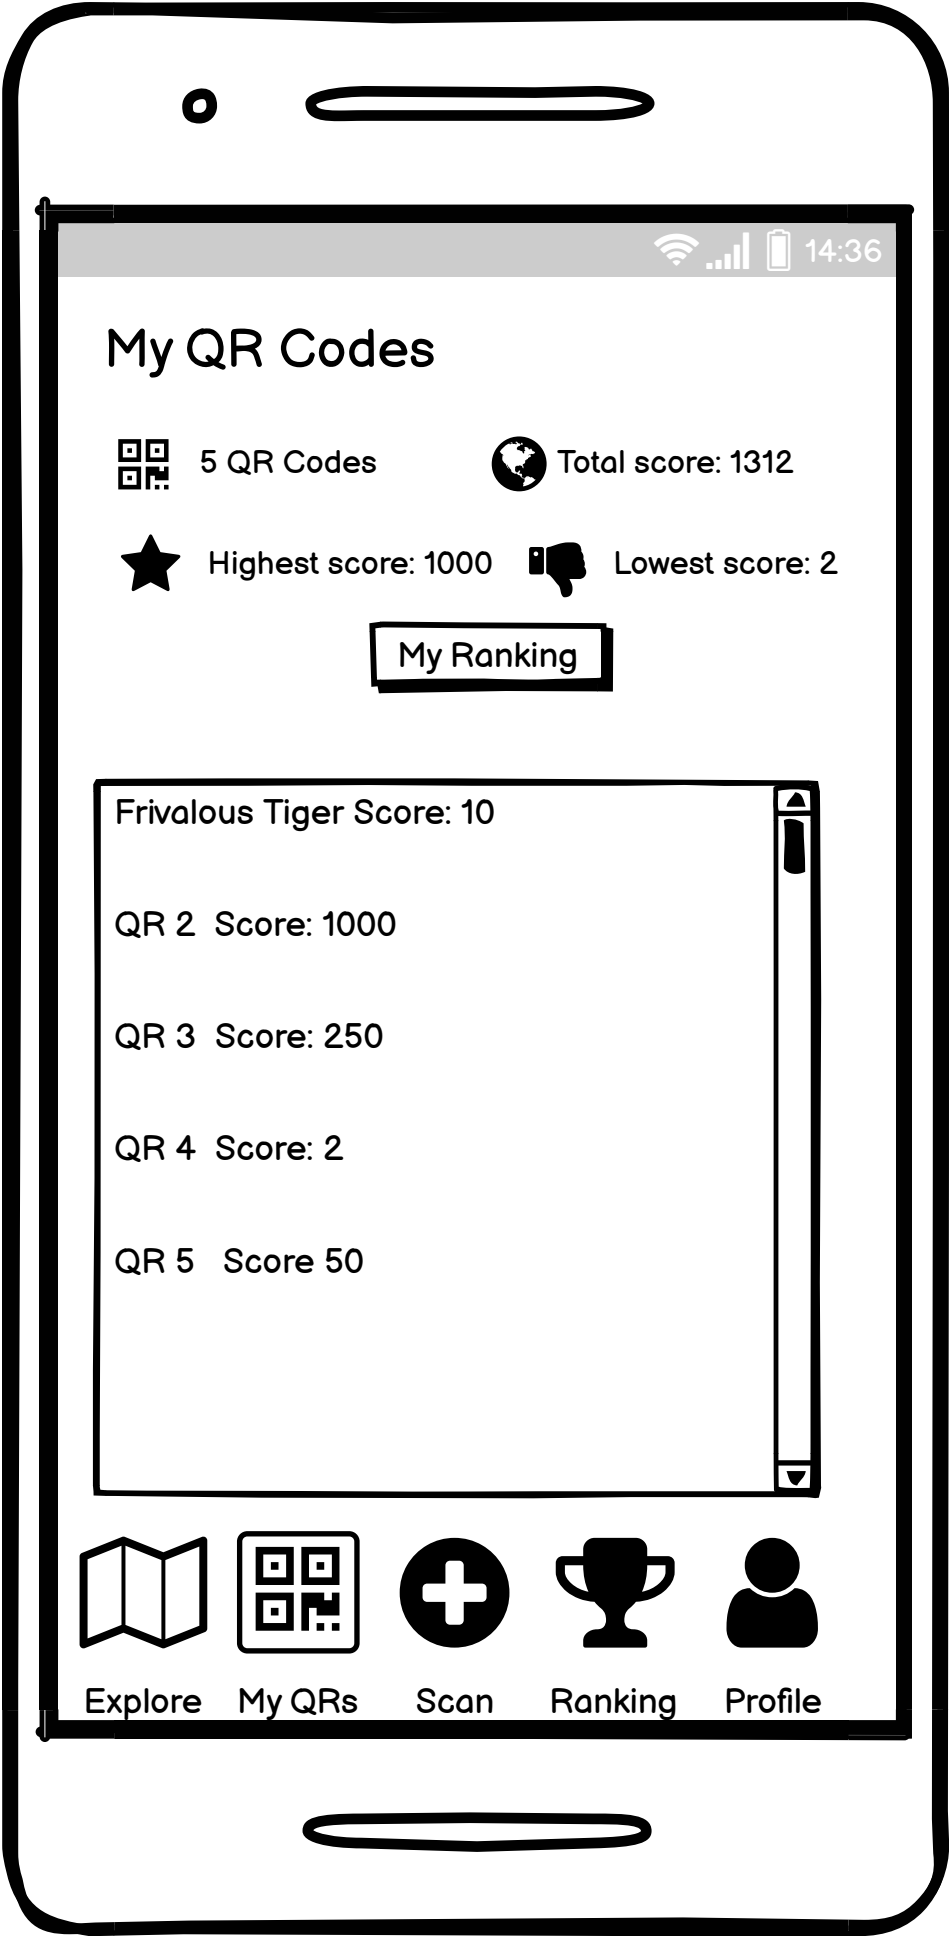 14:36
My QR Codes
5 QR Codes Total score: 1312
Highest score: 1000 Lowest score: 2
My Ranking
Frivalous Tiger Score: 10
QR 2 Score: 1000
QR 3 Score: 250
QR 4 Score: 2
QR 5 Score 50
Explore My QRs Scan Ranking Profile